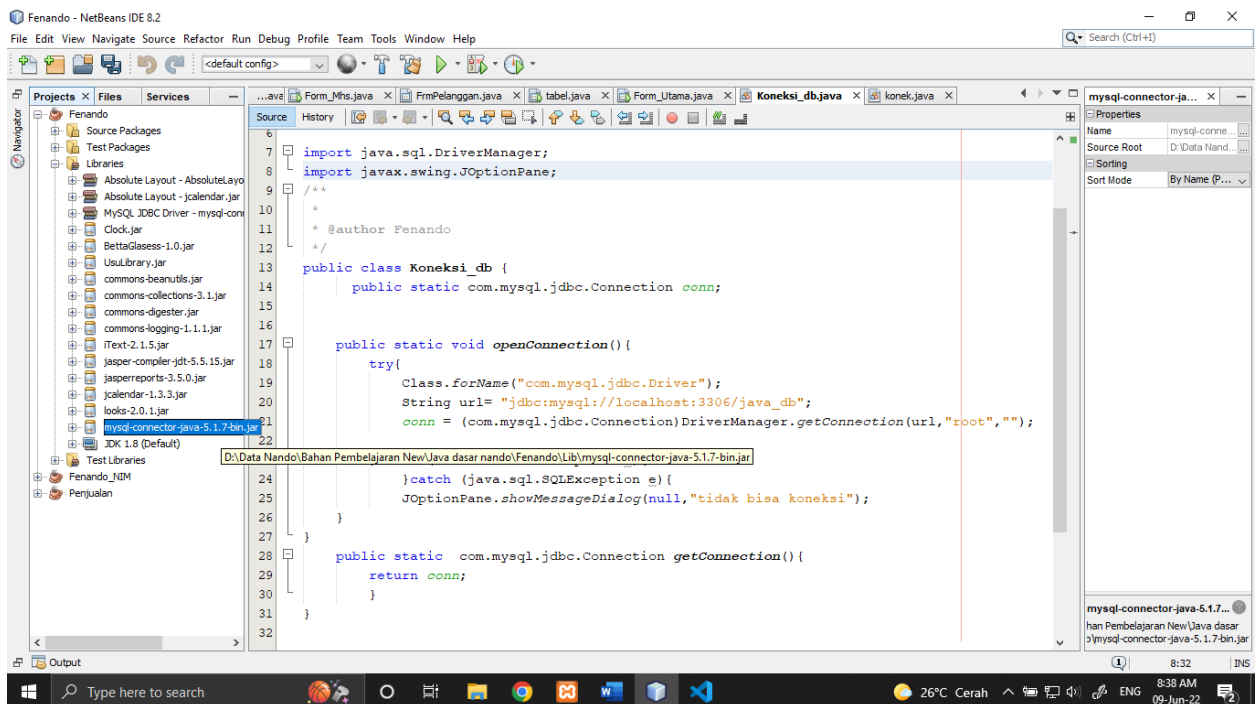 Fenando - NetBeans IDE 8.2
File Edit View Navigate Source Refactor Run Debug Profile Team Tools Window Help
Search (Ctrl+I)
<default config>
Projects Files Services
Navigator
Fenando
Source Packages
Test Packages
Libraries
Absolute Layout - AbsoluteLayo
Absolute Layout - jcalendar.jar
MySQL JDBC Driver - mysql-con
Clock.jar
BettaGlasess-1.0.jar
UsuLibrary.jar
commons-beanutils.jar
commons-collections-3.1.jar
commons-digester.jar
commons-logging-1.1.1.jar
iText-2.1.5.jar
jasper-compiler-jdt-5.5.15.jar
jasperreports-3.5.0.jar
jcalendar-1.3.3.jar
looks-2.0.1.jar
mysql-connector-java-5.1.7-bin.jar
JDK 1.8 (Default)
Test Libraries
Fenando_NIM
Penjualan
...ava Form_Mhs.java FrmPelanggan.java tabel.java Form_Utama.java Koneksi_db.java konek.java
Source History
6
7 import java.sql.DriverManager;
8 import javax.swing.JOptionPane;
9 /**
10 *
11 * @author Fenando
12 */
13 public class Koneksi_db {
14 public static com.mysql.jdbc.Connection conn;
15
16
17 public static void openConnection(){
18 try{
19 Class.forName("com.mysql.jdbc.Driver");
20 String url= "jdbc:mysql://localhost:3306/java_db";
21 conn = (com.mysql.jdbc.Connection)DriverManager.getConnection(url,"root","");
22
D:\Data Nando\Bahan Pembelajaran New\Java dasar nando\Fenando\Lib\mysql-connector-java-5.1.7-bin.jar
24 }catch (java.sql.SQLException e){
25 JOptionPane.showMessageDialog(null,"tidak bisa koneksi");
26 }
27 }
28 public static com.mysql.jdbc.Connection getConnection(){
29 return conn;
30 }
31 }
32
mysql-connector-ja...
Properties
Name mysql-conne... ...
Source Root D:\Data Nand... ...
Sorting
Sort Mode By Name (P...
mysql-connector-java-5.1.7...
han Pembelajaran New\Java dasar
o\mysql-connector-java-5.1.7-bin.jar
Output
1 8:32 INS
Type here to search
26°C Cerah ENG 8:38 AM
09-Jun-22
2